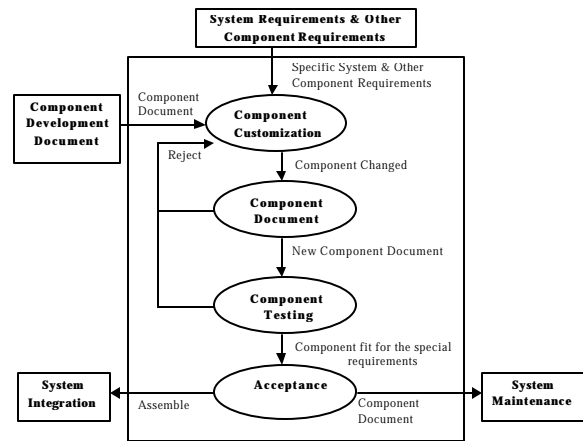 System Requirements & Other
Component Requirements
Specific System & Other
Component Requirements
Component
Development
Document
Component
Document
Component
Customization
Reject
Component Changed
Component
Document
New Component Document
Component
Testing
Component fit for the special
requirements
System
Integration
Assemble
Acceptance
Component
Document
System
Maintenance